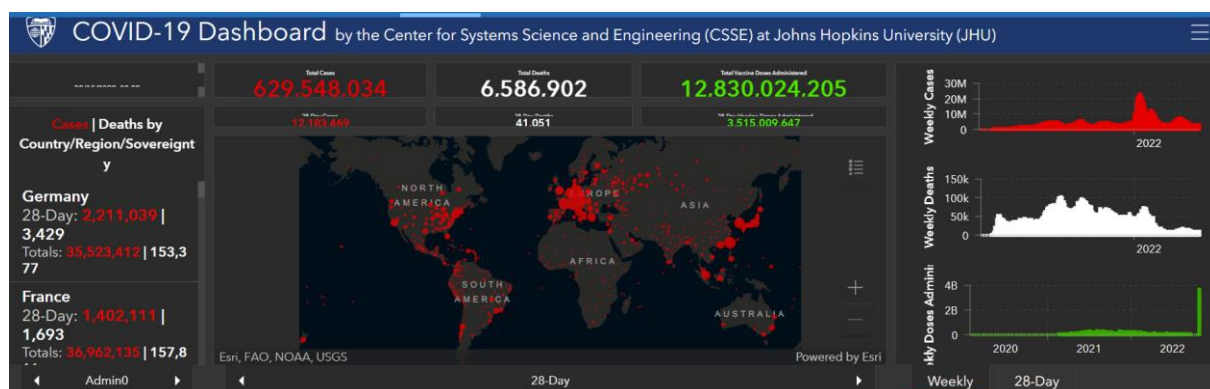 COVID-19 Dashboard by the Center for Systems Science and Engineering (CSSE) at Johns Hopkins University (JHU)
Cases | Deaths by
Country/Region/Sovereignt
y
Germany
28-Day: 2,211,039 |
3,429
Totals: 35,523,412 | 153,3
77
France
28-Day: 1,402,111 |
1,693
Totals: 36,962,135 | 157,8
Admin0
Total Cases
629.548.034
Total Deaths
6.586.902
Total Vaccine Doses Administered
12.830.024.205
12.183.469
41.051
3.515.009.647
NORTH
AMERICA
EUROPE
ASIA
AFRICA
SOUTH
AMERICA
AUSTRALIA
Esri, FAO, NOAA, USGS
Powered by Esri
28-Day
Weekly Cases
30M
20M
10M
0
2022
Weekly Deaths
150k
100k
50k
0
2022
kly Doses Admini
4B
2B
0
2020 2021 2022
Weekly 28-Day